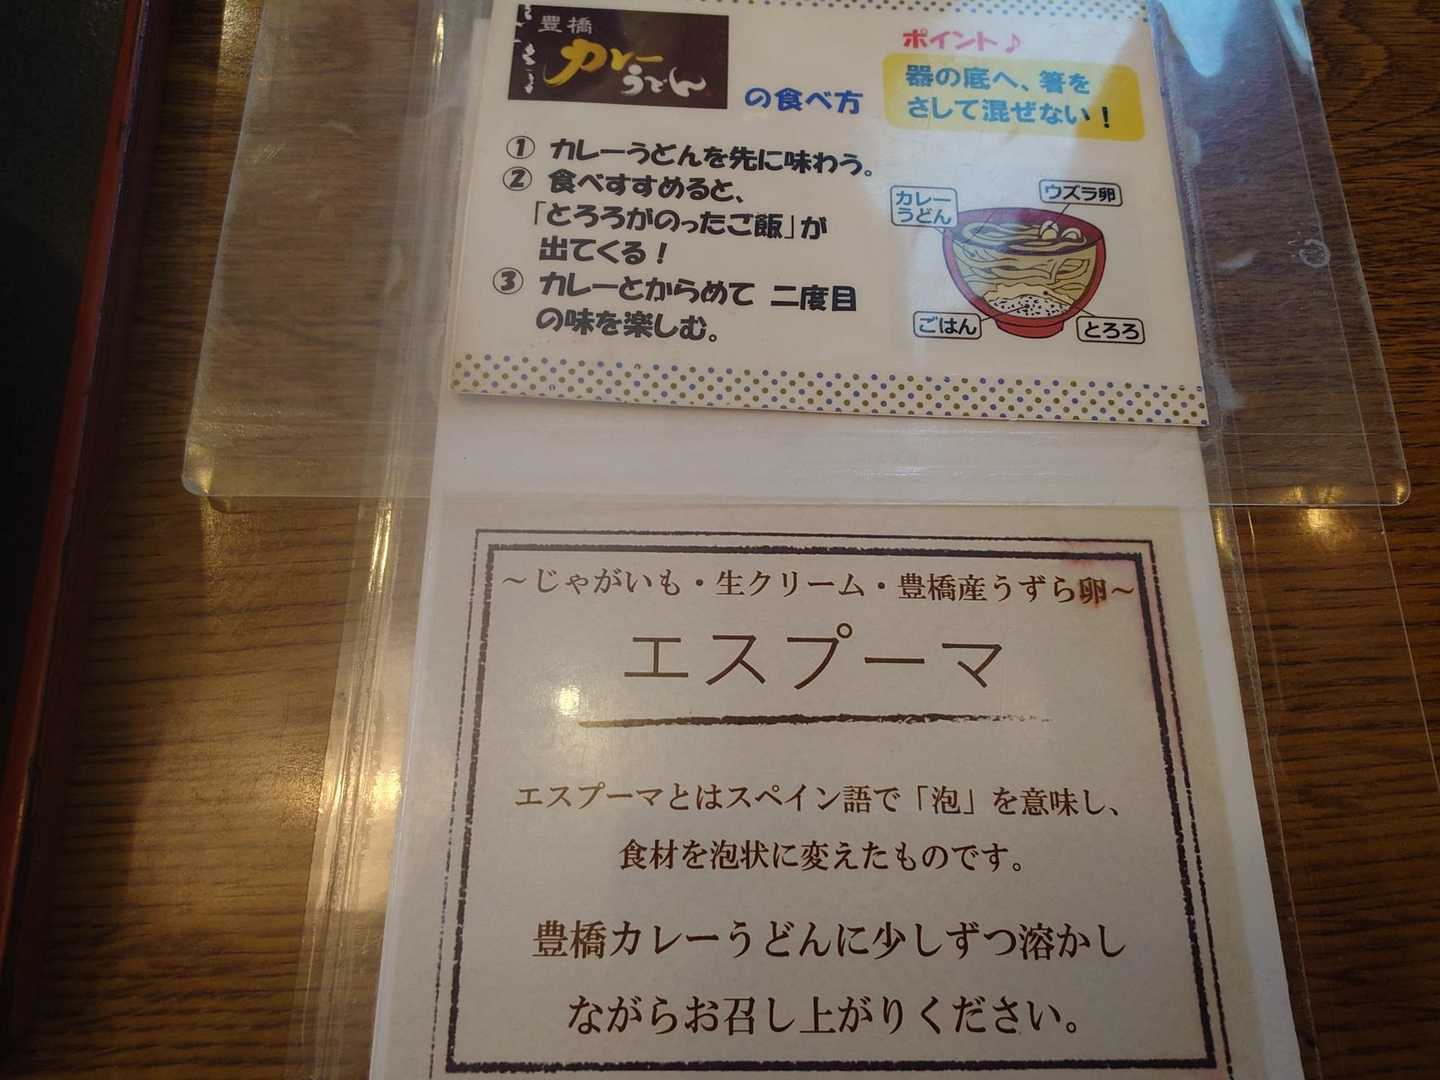 豊橋
カレー
うどん
の食べ方
ポイント♪
器の底へ、箸を
さして混ぜない！
① カレーうどんを先に味わう。
② 食べすすめると、
「とろろがのったご飯」が
出てくる！
③ カレーとからめて 二度目
の味を楽しむ。
カレー
うどん
ウズラ卵
ごはん
とろろ
～じゃがいも・生クリーム・豊橋産うずら卵～
エスプーマ
エスプーマとはスペイン語で「泡」を意味し、
食材を泡状に変えたものです。
豊橋カレーうどんに少しずつ溶かし
ながらお召し上がりください。